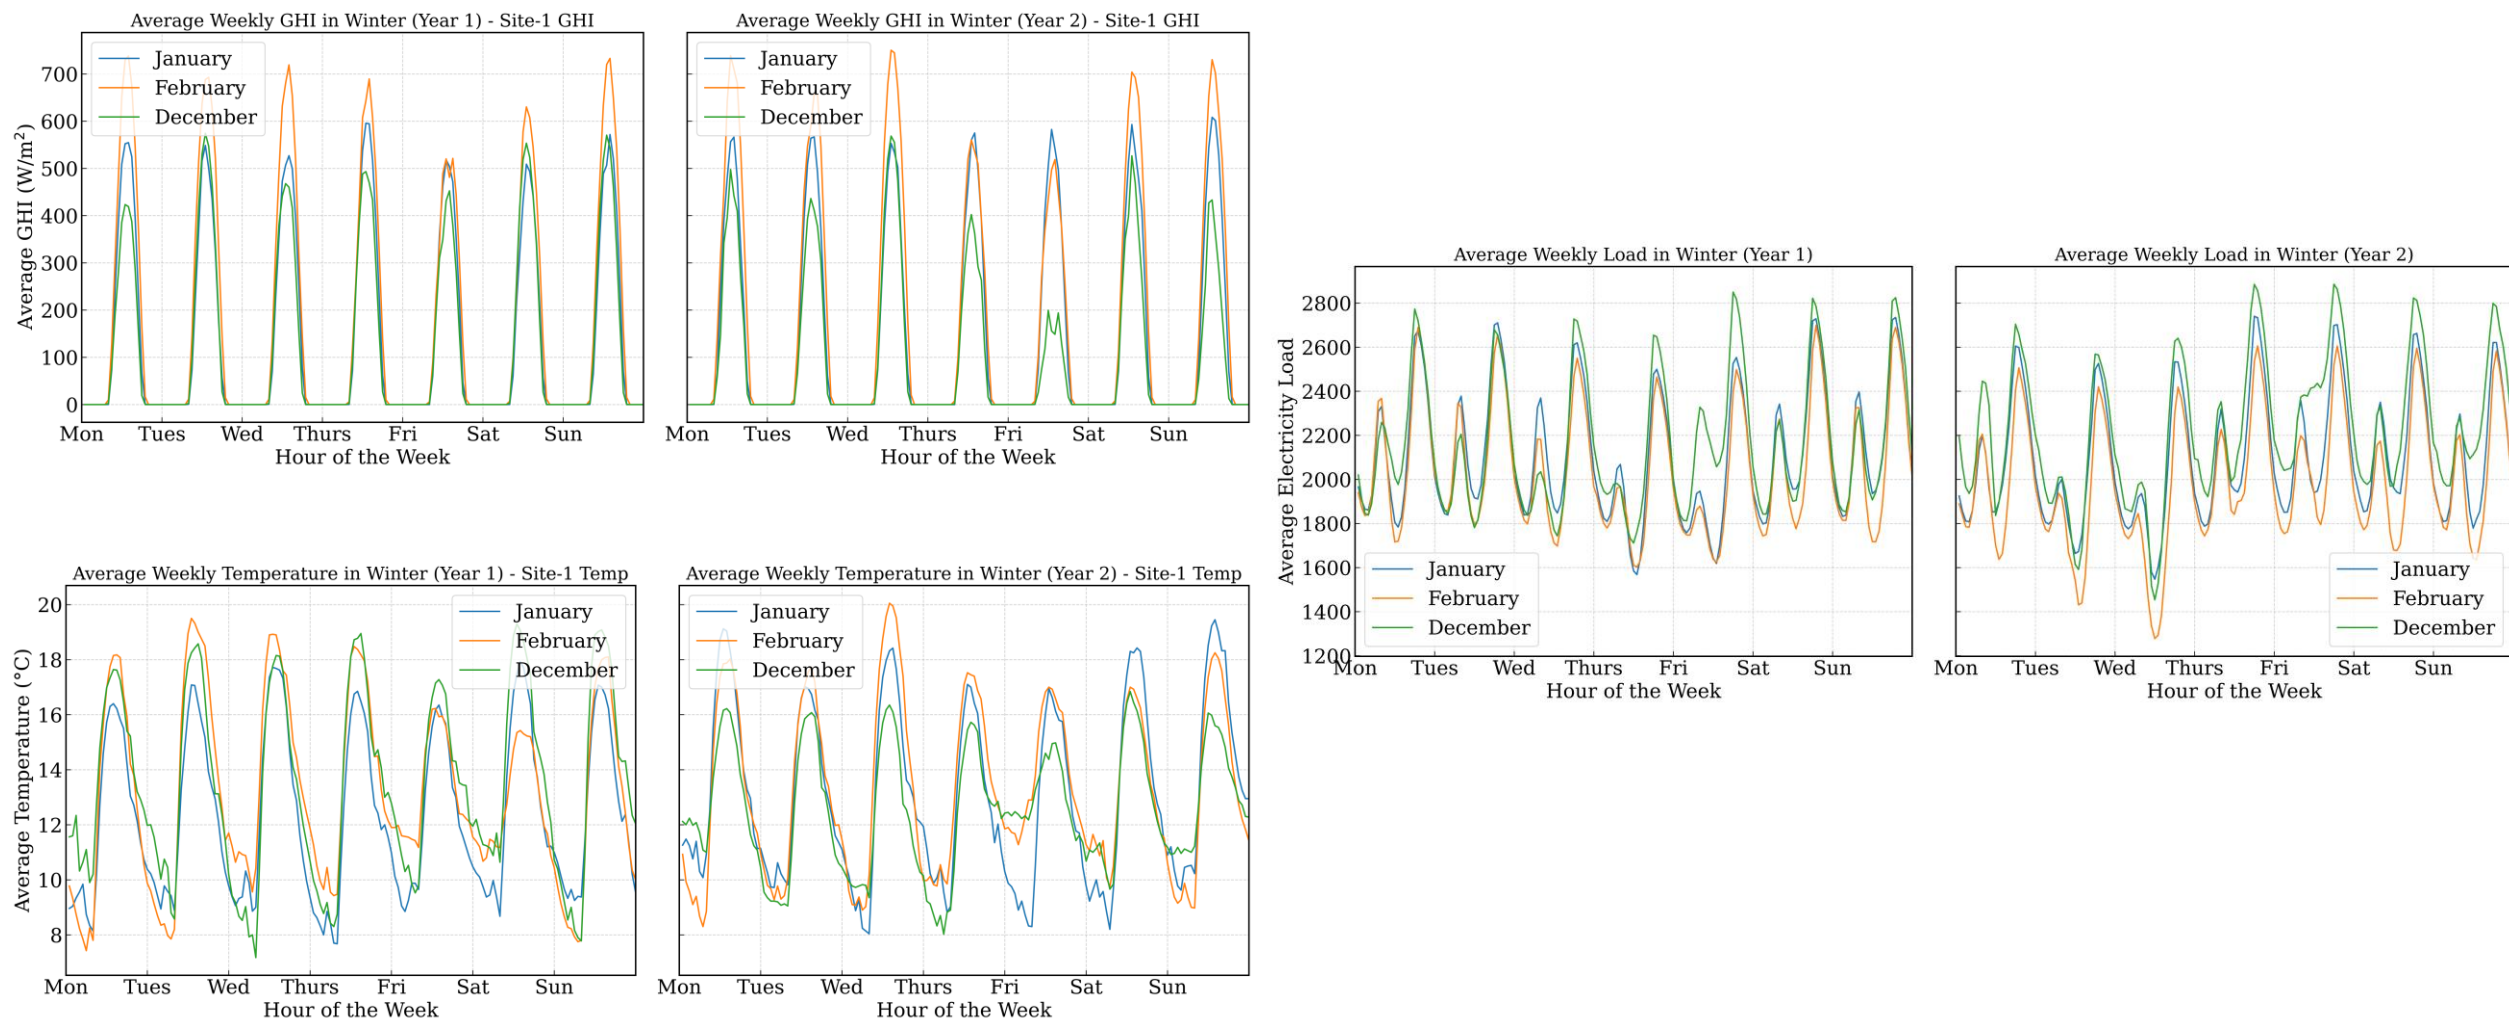 Average Weekly GHI in Winter (Year 1) - Site-1 GHI
January
February
December
700
600
500
400
300
200
100
0
Average GHI (W/m²)
Mon Tues Wed Thurs Fri Sat Sun
Hour of the Week
Average Weekly GHI in Winter (Year 2) - Site-1 GHI
January
February
December
Mon Tues Wed Thurs Fri Sat Sun
Hour of the Week
Average Weekly Temperature in Winter (Year 1) - Site-1 Temp
January
February
December
20
18
16
14
12
10
8
Average Temperature (°C)
Mon Tues Wed Thurs Fri Sat Sun
Hour of the Week
Average Weekly Temperature in Winter (Year 2) - Site-1 Temp
January
February
December
Mon Tues Wed Thurs Fri Sat Sun
Hour of the Week
Average Weekly Load in Winter (Year 1)
2800
2600
2400
2200
2000
1800
1600
1400
1200
Average Electricity Load
January
February
December
Mon Tues Wed Thurs Fri Sat Sun
Hour of the Week
Average Weekly Load in Winter (Year 2)
January
February
December
Mon Tues Wed Thurs Fri Sat Sun
Hour of the Week